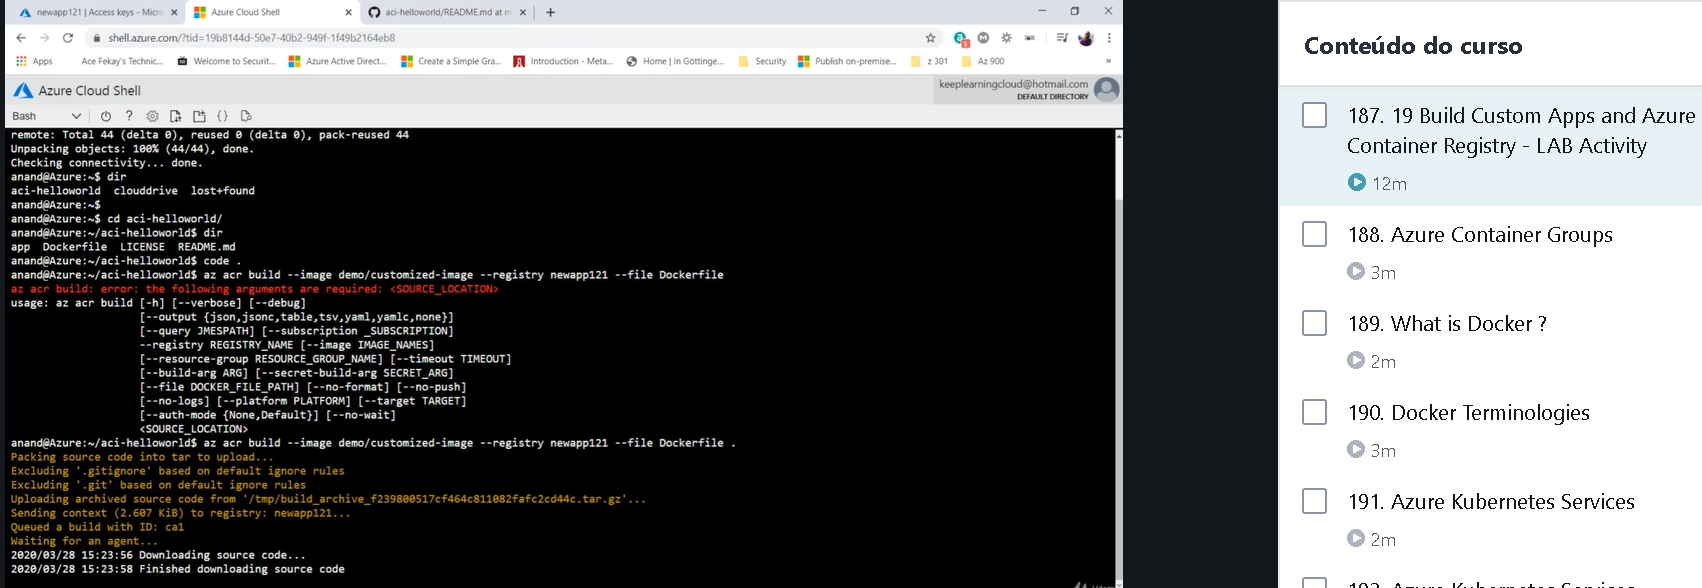 newapp121 | Access keys - Micro
Azure Cloud Shell
aci-helloworld/README.md at m
shell.azure.com/?tid=19b8144d-50e7-40b2-949f-1f49b2164eb8
Apps
Ace Fekay's Technic...
Welcome to Securit...
Azure Active Direct...
Create a Simple Gra...
Introduction - Meta...
Home | In Göttinge...
Security
Publish on-premise...
z 301
Az 900
Azure Cloud Shell
keeplearningcloud@hotmail.com
DEFAULT DIRECTORY
Bash
remote: Total 44 (delta 0), reused 0 (delta 0), pack-reused 44
Unpacking objects: 100% (44/44), done.
Checking connectivity... done.
anand@Azure:~$ dir
aci-helloworld  clouddrive  lost+found
anand@Azure:~$
anand@Azure:~$ cd aci-helloworld/
anand@Azure:~/aci-helloworld$ dir
app  Dockerfile  LICENSE  README.md
anand@Azure:~/aci-helloworld$ code .
anand@Azure:~/aci-helloworld$ az acr build --image demo/customized-image --registry newapp121 --file Dockerfile
az acr build: error: the following arguments are required: <SOURCE_LOCATION>
usage: az acr build [-h] [--verbose] [--debug]
[--output {json,jsonc,table,tsv,yaml,yamlc,none}]
[--query JMESPATH] [--subscription _SUBSCRIPTION]
--registry REGISTRY_NAME [--image IMAGE_NAMES]
[--resource-group RESOURCE_GROUP_NAME] [--timeout TIMEOUT]
[--build-arg ARG] [--secret-build-arg SECRET_ARG]
[--file DOCKER_FILE_PATH] [--no-format] [--no-push]
[--no-logs] [--platform PLATFORM] [--target TARGET]
[--auth-mode {None,Default}] [--no-wait]
<SOURCE_LOCATION>
anand@Azure:~/aci-helloworld$ az acr build --image demo/customized-image --registry newapp121 --file Dockerfile .
Packing source code into tar to upload...
Excluding '.gitignore' based on default ignore rules
Excluding '.git' based on default ignore rules
Uploading archived source code from '/tmp/build_archive_f239800517cf464c811082fafc2cd44c.tar.gz'...
Sending context (2.607 KiB) to registry: newapp121...
Queued a build with ID: ca1
Waiting for an agent...
2020/03/28 15:23:56 Downloading source code...
2020/03/28 15:23:58 Finished downloading source code
Conteúdo do curso
187. 19 Build Custom Apps and Azure
Container Registry - LAB Activity
12m
188. Azure Container Groups
3m
189. What is Docker ?
2m
190. Docker Terminologies
3m
191. Azure Kubernetes Services
2m